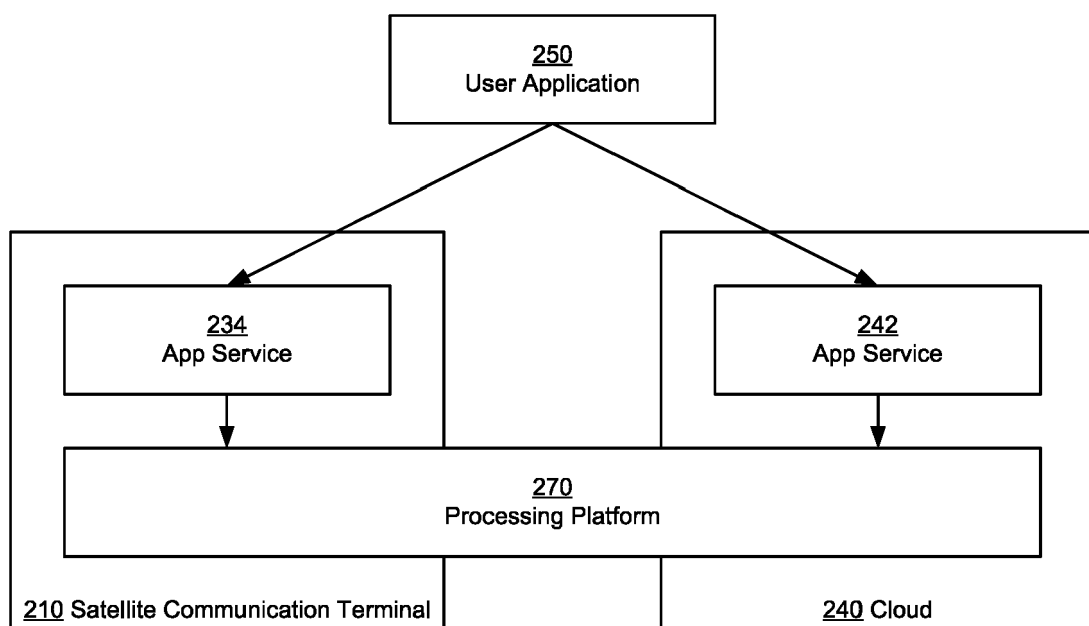 250
User Application
234
App Service
242
App Service
270
Processing Platform
210 Satellite Communication Terminal
240 Cloud